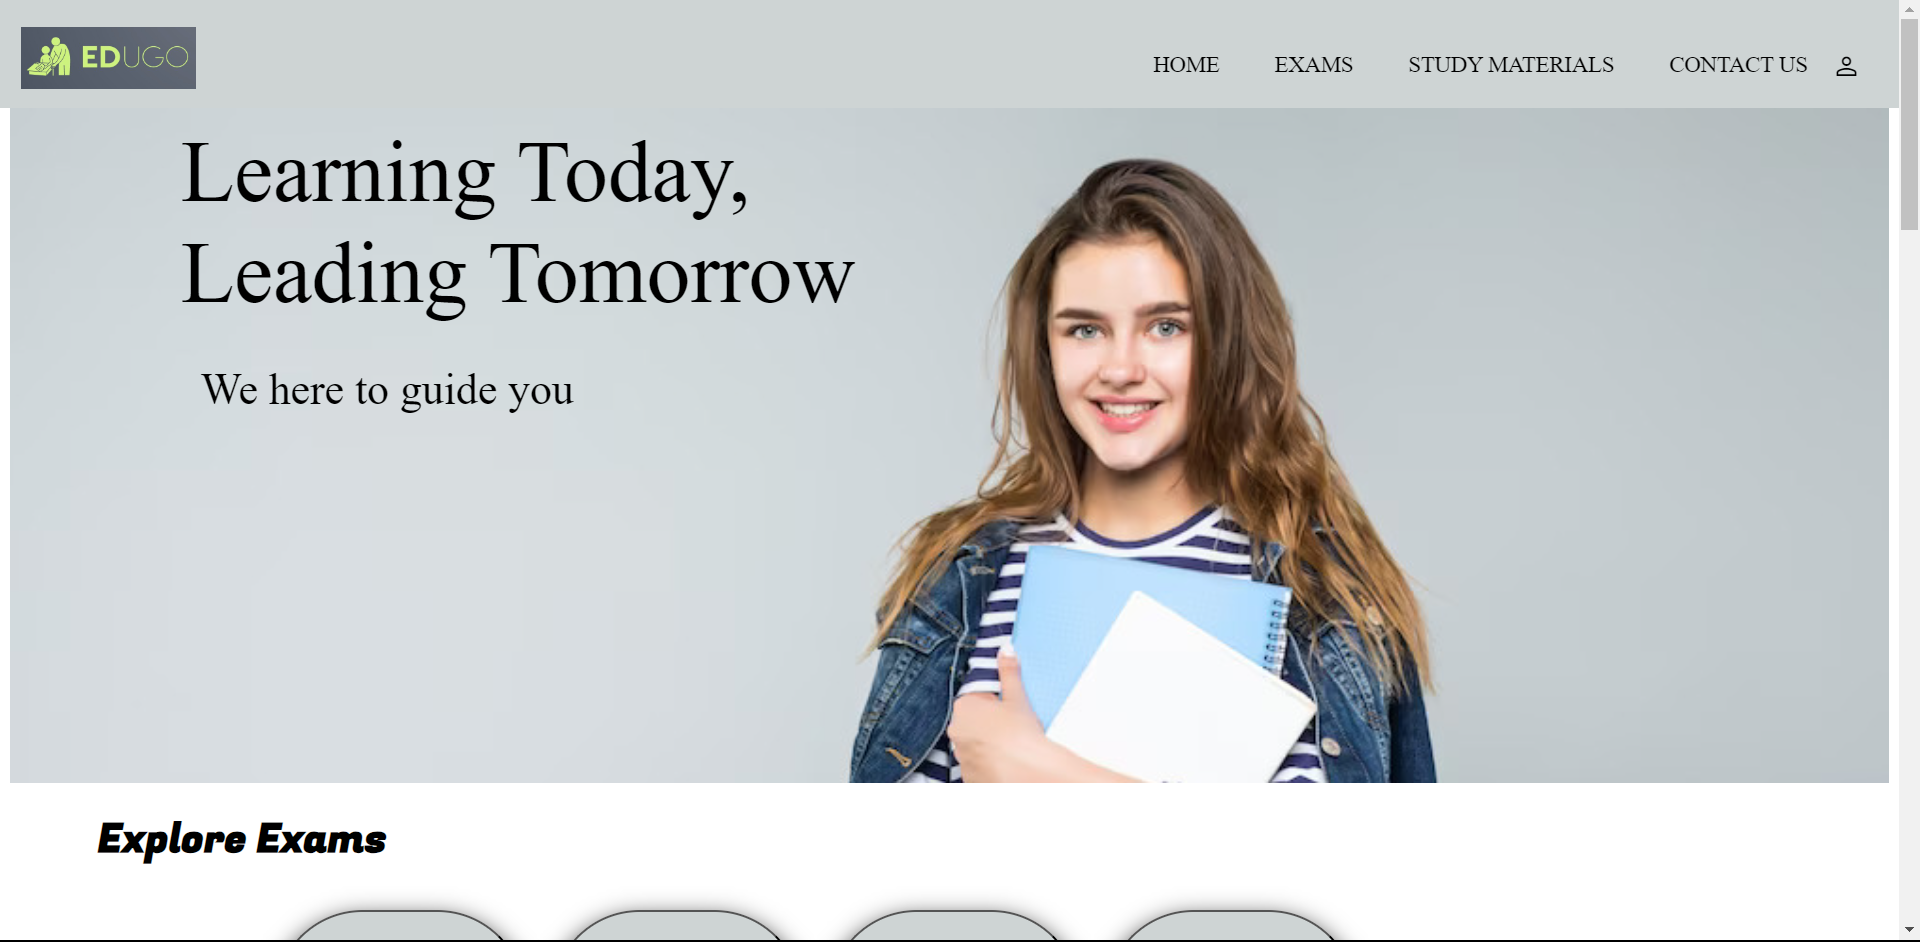 EDUGO
HOME EXAMS STUDY MATERIALS CONTACT US
Learning Today,
Leading Tomorrow
We here to guide you
Explore Exams